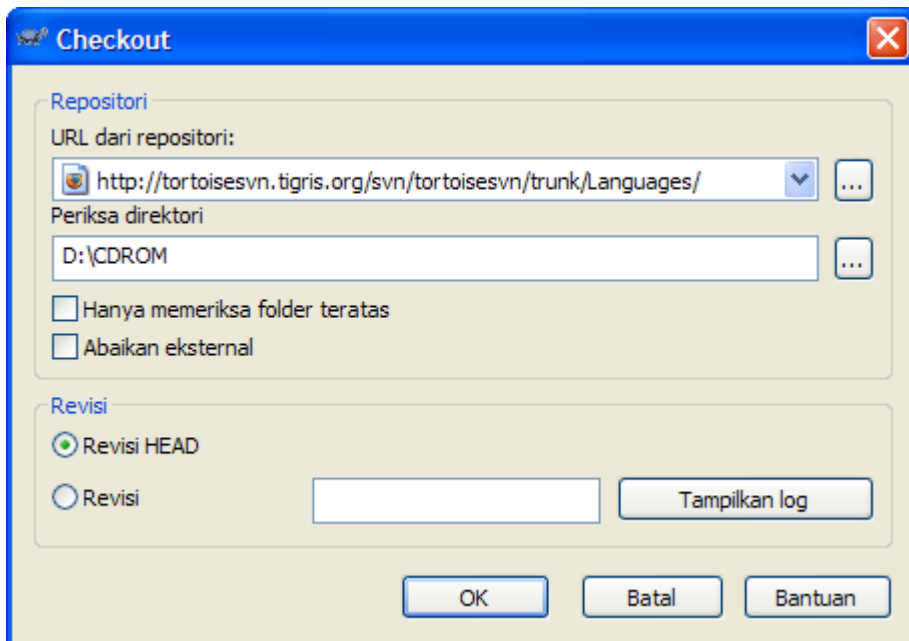 Checkout
Repositori
URL dari repositori:
http://tortoisesvn.tigris.org/svn/tortoisesvn/trunk/Languages/
...
Periksa direktori
D:\CDROM
...
Hanya memeriksa folder teratas
Abaikan eksternal
Revisi
Revisi HEAD
Revisi
Tampilkan log
OK
Batal
Bantuan